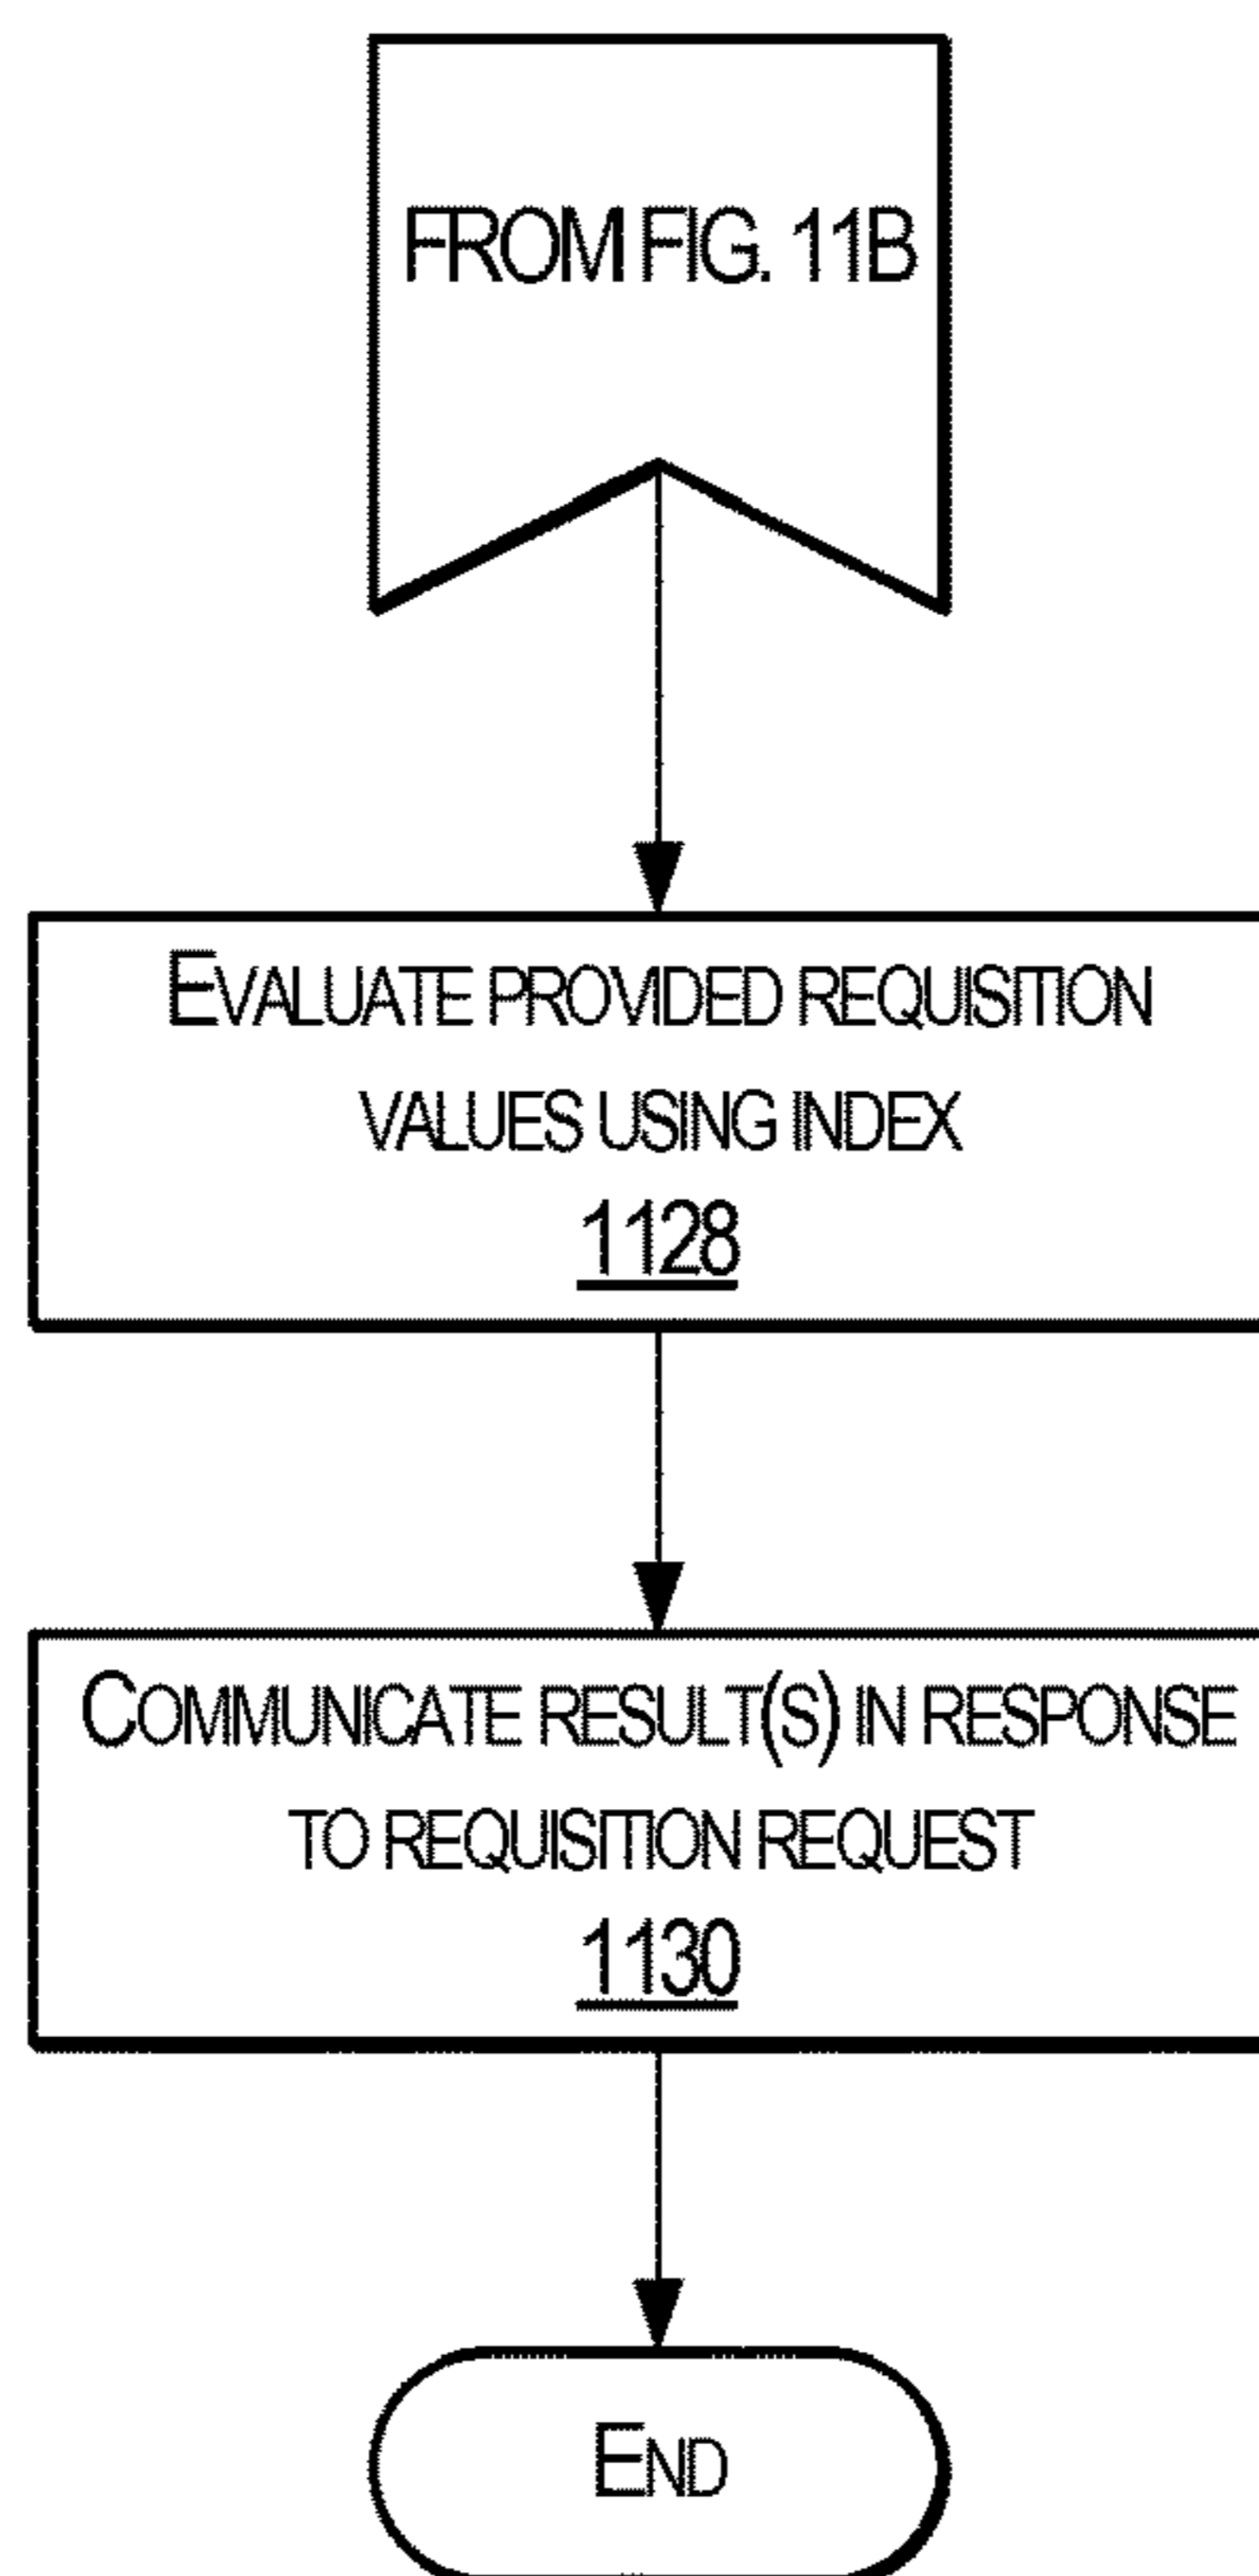 FROM FIG. 11B
EVALUATE PROVIDED REQUISITION
VALUES USING INDEX
1128
COMMUNICATE RESULT(S) IN RESPONSE
TO REQUISITION REQUEST
1130
END